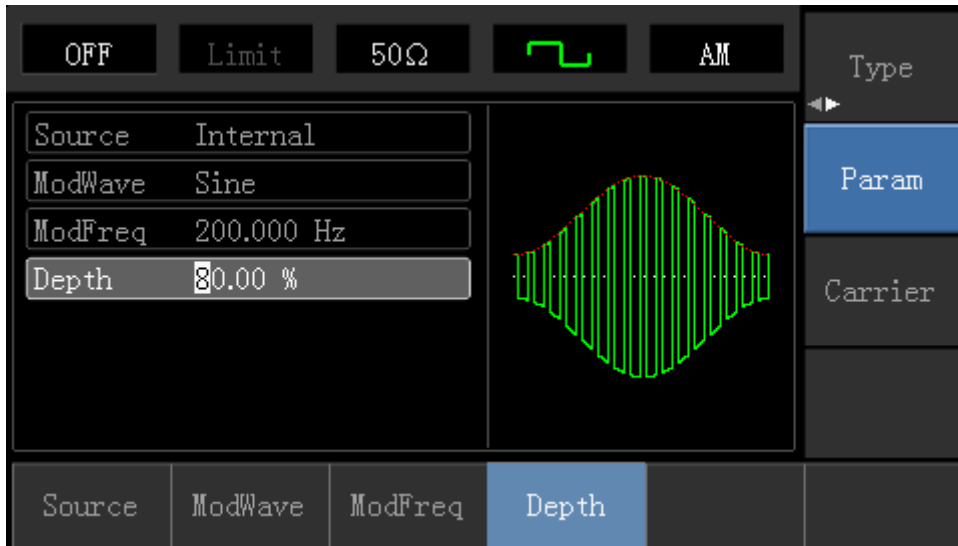 OFF Limit 50Ω AM
Type
Source Internal
ModWave Sine
ModFreq 200.000 Hz
Depth 80.00 %
Param
Carrier
Source ModWave ModFreq Depth